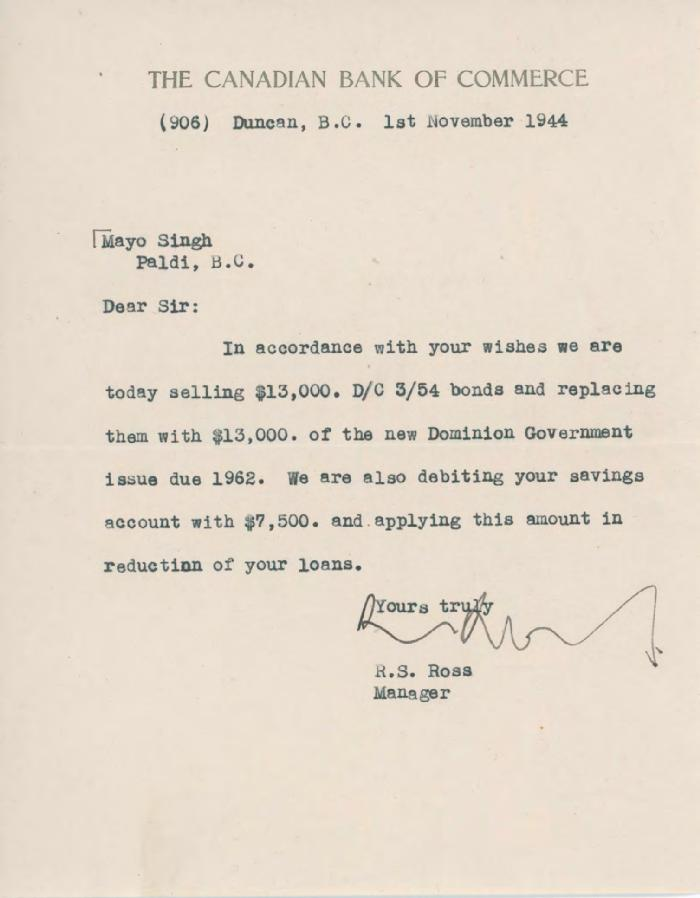 THE CANADIAN BANK OF COMMERCE
(906) Duncan, B.C. 1st November 1944
Mayo Singh
Paldi, B.C.
Dear Sir:
In accordance with your wishes we are
today selling $13,000. D/C 3/54 bonds and replacing
them with $13,000. of the new Dominion Government
issue due 1962. We are also debiting your savings
account with $7,500. and applying this amount in
reduction of your loans.
Yours truly
R.S. Ross
Manager